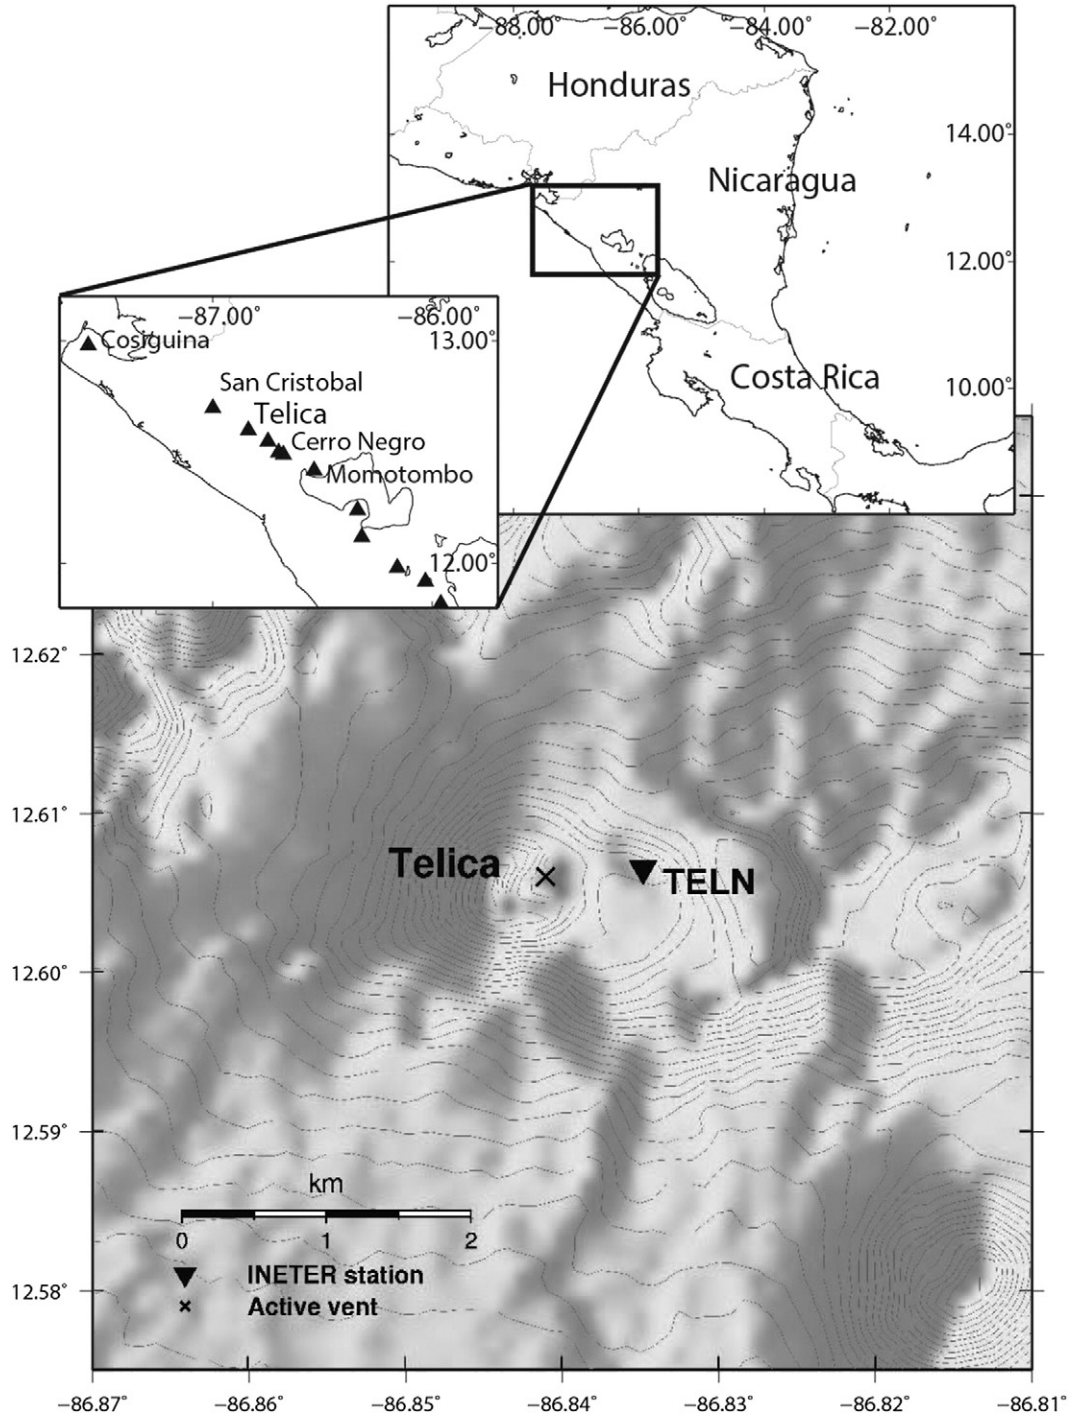 −88.00° −86.00° −84.00° −82.00°
Honduras
14.00°
Nicaragua
12.00°
Costa Rica
10.00°
−87.00° −86.00°
Cosiguina
13.00°
San Cristobal
Telica
Cerro Negro
Momotombo
12.00°
12.62°
12.61°
Telica
TELN
12.60°
12.59°
km
0 1 2
INETER station
Active vent
12.58°
−86.87° −86.86° −86.85° −86.84° −86.83° −86.82° −86.81°